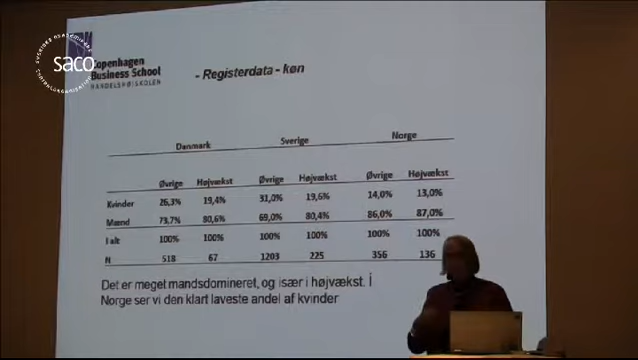 SVERIGES AKADEMIKERS
saco
CENTRALORGANISATION
Copenhagen
Business School
HANDELSHØJSKOLEN
- Registerdata - køn
Danmark Sverige Norge
Øvrige Højvækst Øvrige Højvækst Øvrige Højvækst
Kvinder 26,3% 19,4% 31,0% 19,6% 14,0% 13,0%
Mænd 73,7% 80,6% 69,0% 80,4% 86,0% 87,0%
I alt 100% 100% 100% 100% 100% 100%
N 518 67 1203 225 356 136
Det er meget mandsdomineret, og især i højvækst. I
Norge ser vi den klart laveste andel af kvinder